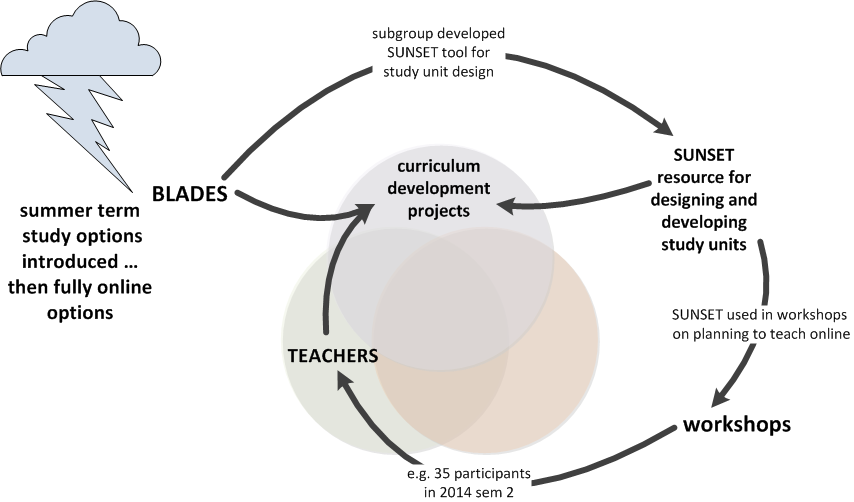 subgroup developed
SUNSET tool for
study unit design
BLADES
summer term
study options
introduced ...
then fully online
options
curriculum
development
projects
SUNSET
resource for
designing and
developing
study units
SUNSET used in workshops
on planning to teach online
TEACHERS
workshops
e.g. 35 participants
in 2014 sem 2